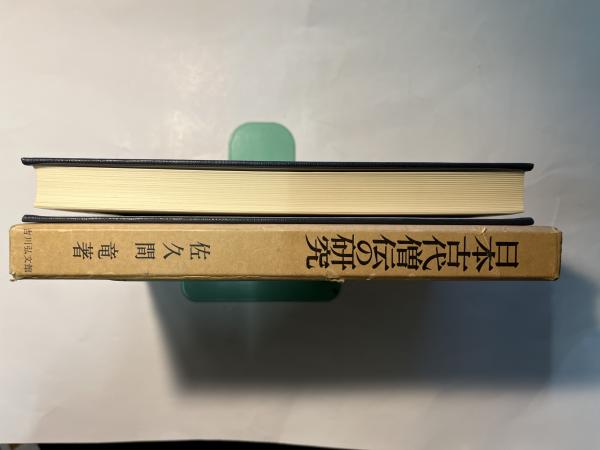 日本古代僧伝の研究
佐久間 竜著
吉川弘文館